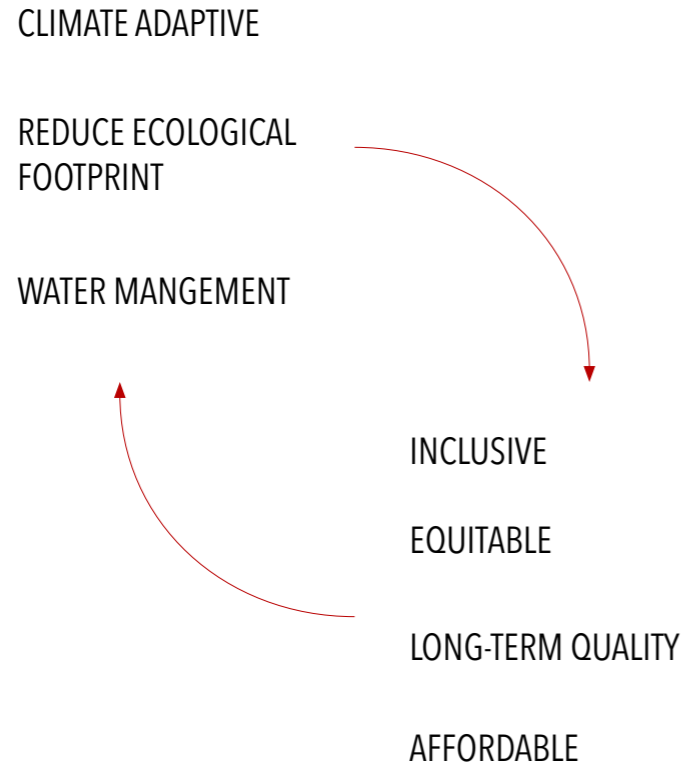 CLIMATE ADAPTIVE
REDUCE ECOLOGICAL
FOOTPRINT
WATER MANGEMENT
INCLUSIVE
EQUITABLE
LONG-TERM QUALITY
AFFORDABLE